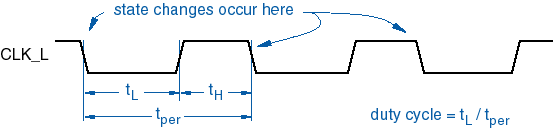 state changes occur here
CLK_L
tL
tH
tper
duty cycle = tL / tper